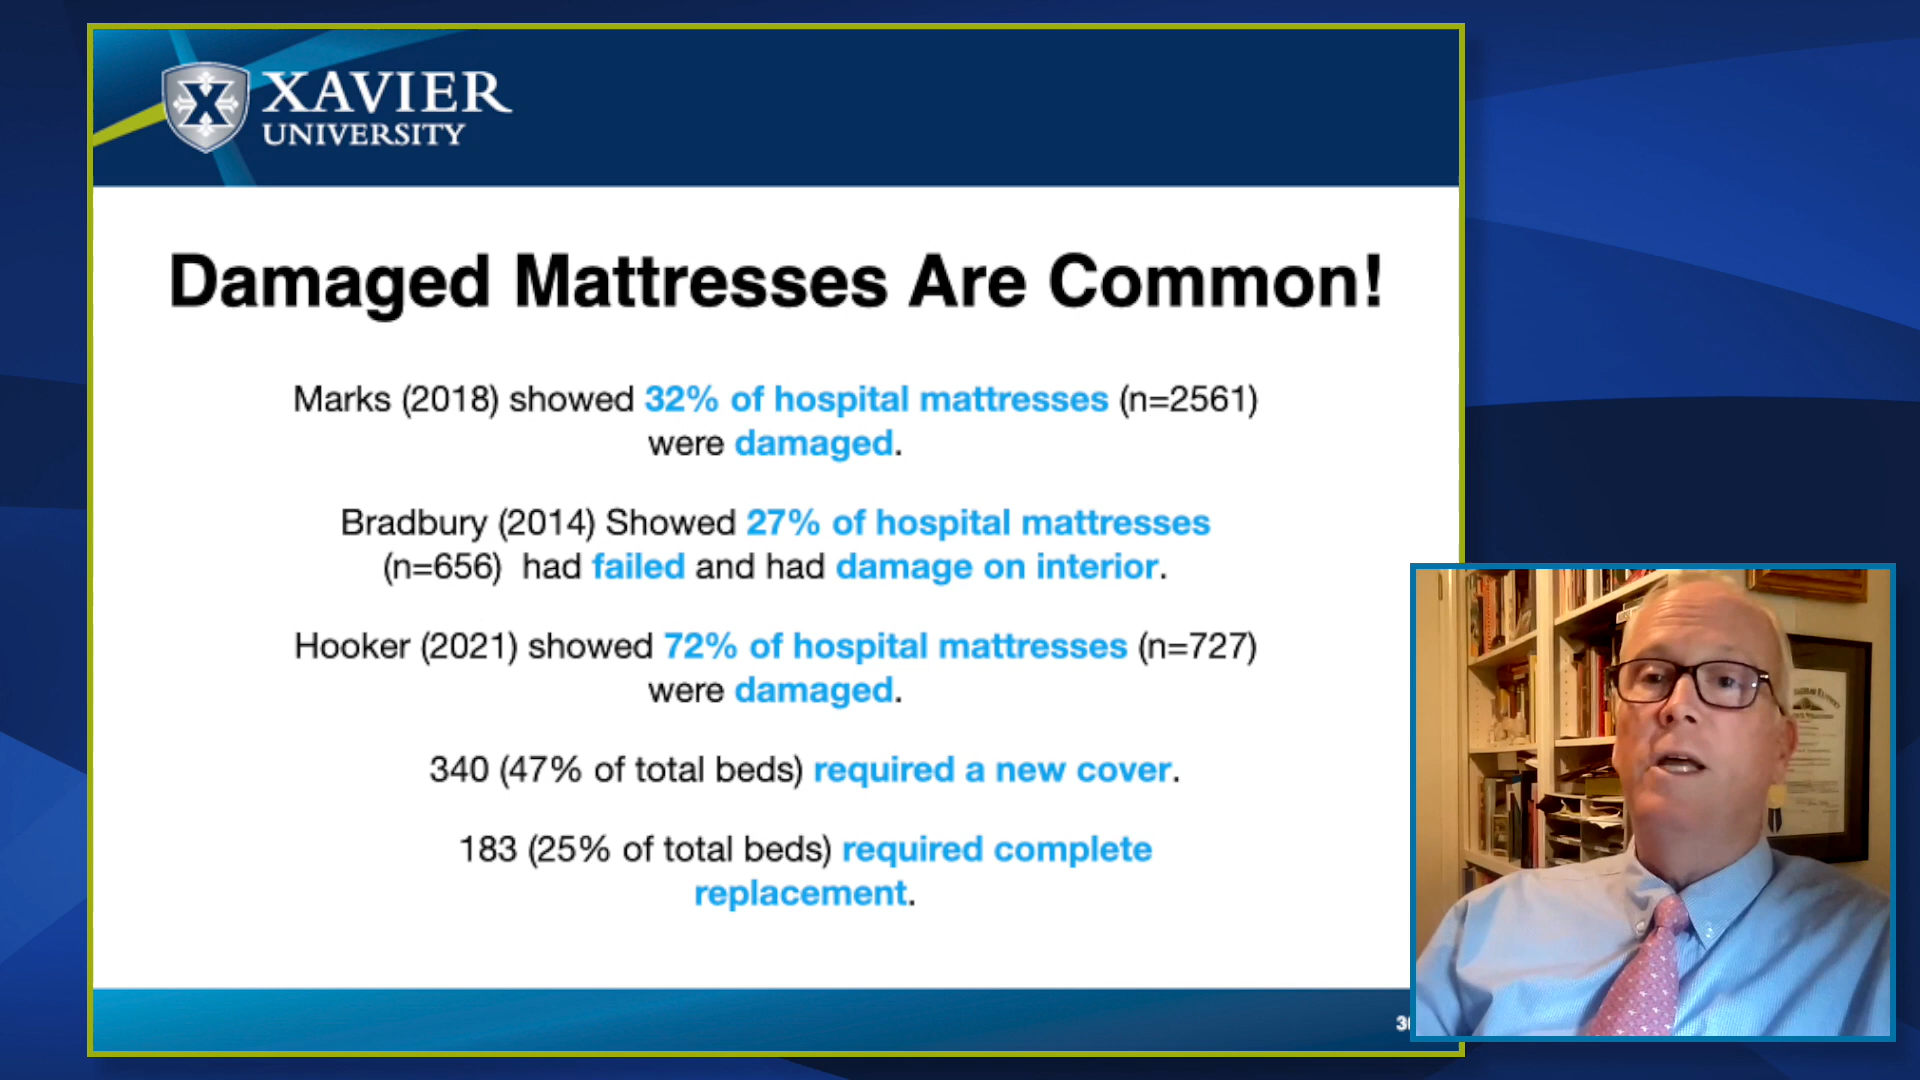 XAVIER
UNIVERSITY
Damaged Mattresses Are Common!
Marks (2018) showed 32% of hospital mattresses (n=2561)
were damaged.
Bradbury (2014) Showed 27% of hospital mattresses
(n=656) had failed and had damage on interior.
Hooker (2021) showed 72% of hospital mattresses (n=727)
were damaged.
340 (47% of total beds) required a new cover.
183 (25% of total beds) required complete
replacement.